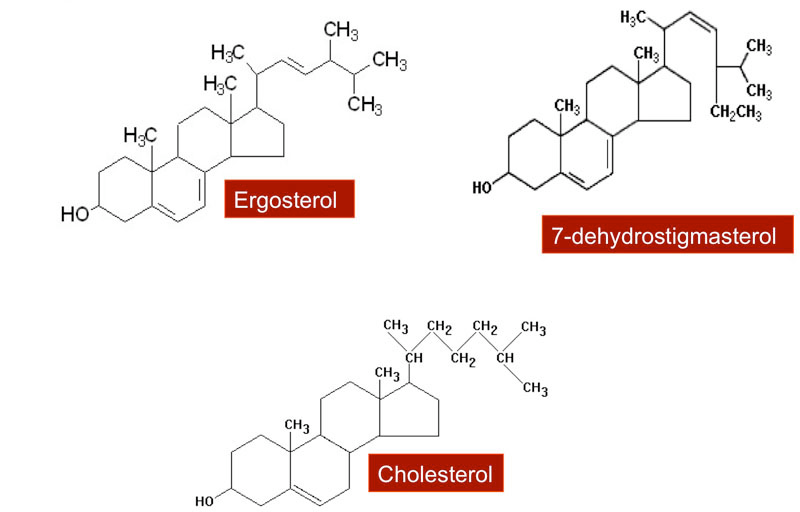 CH₃
H₃C
CH₃
H₃C
CH₃
H₃C
HO
Ergosterol
H₃C
CH₃
CH₃
CH₃
CH₃
CH₂CH₃
HO
7-dehydrostigmasterol
CH₃
CH₂
CH₂
CH₃
CH
CH₂
CH
CH₃
CH₃
CH₃
HO
Cholesterol